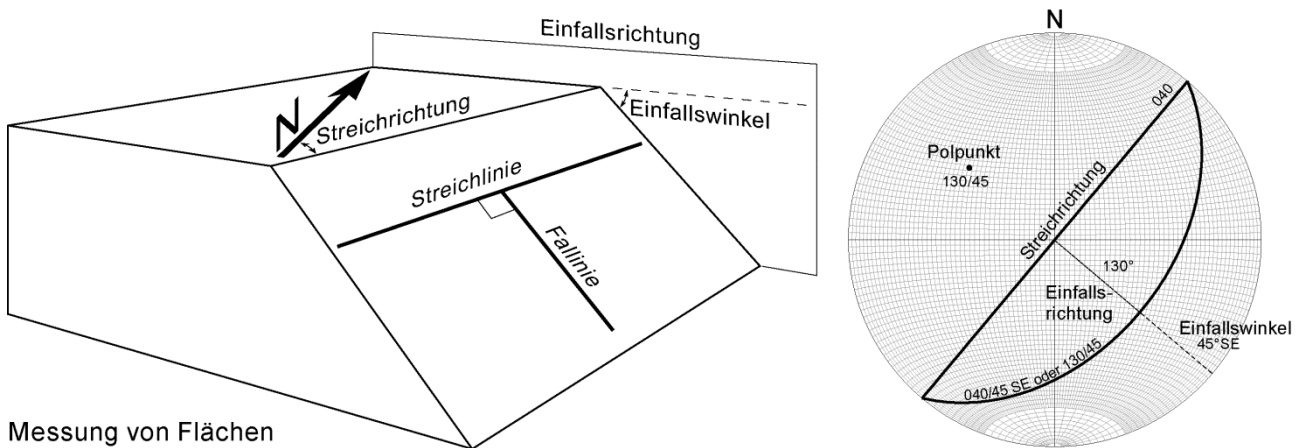 Einfallsrichtung
N
Streichrichtung
Einfallswinkel
Streichlinie
Fallinie
Messung von Flächen
N
040
Polpunkt
130/45
Streichrichtung
130°
Einfalls-
richtung
Einfallswinkel
45°SE
040/45 SE oder 130/45